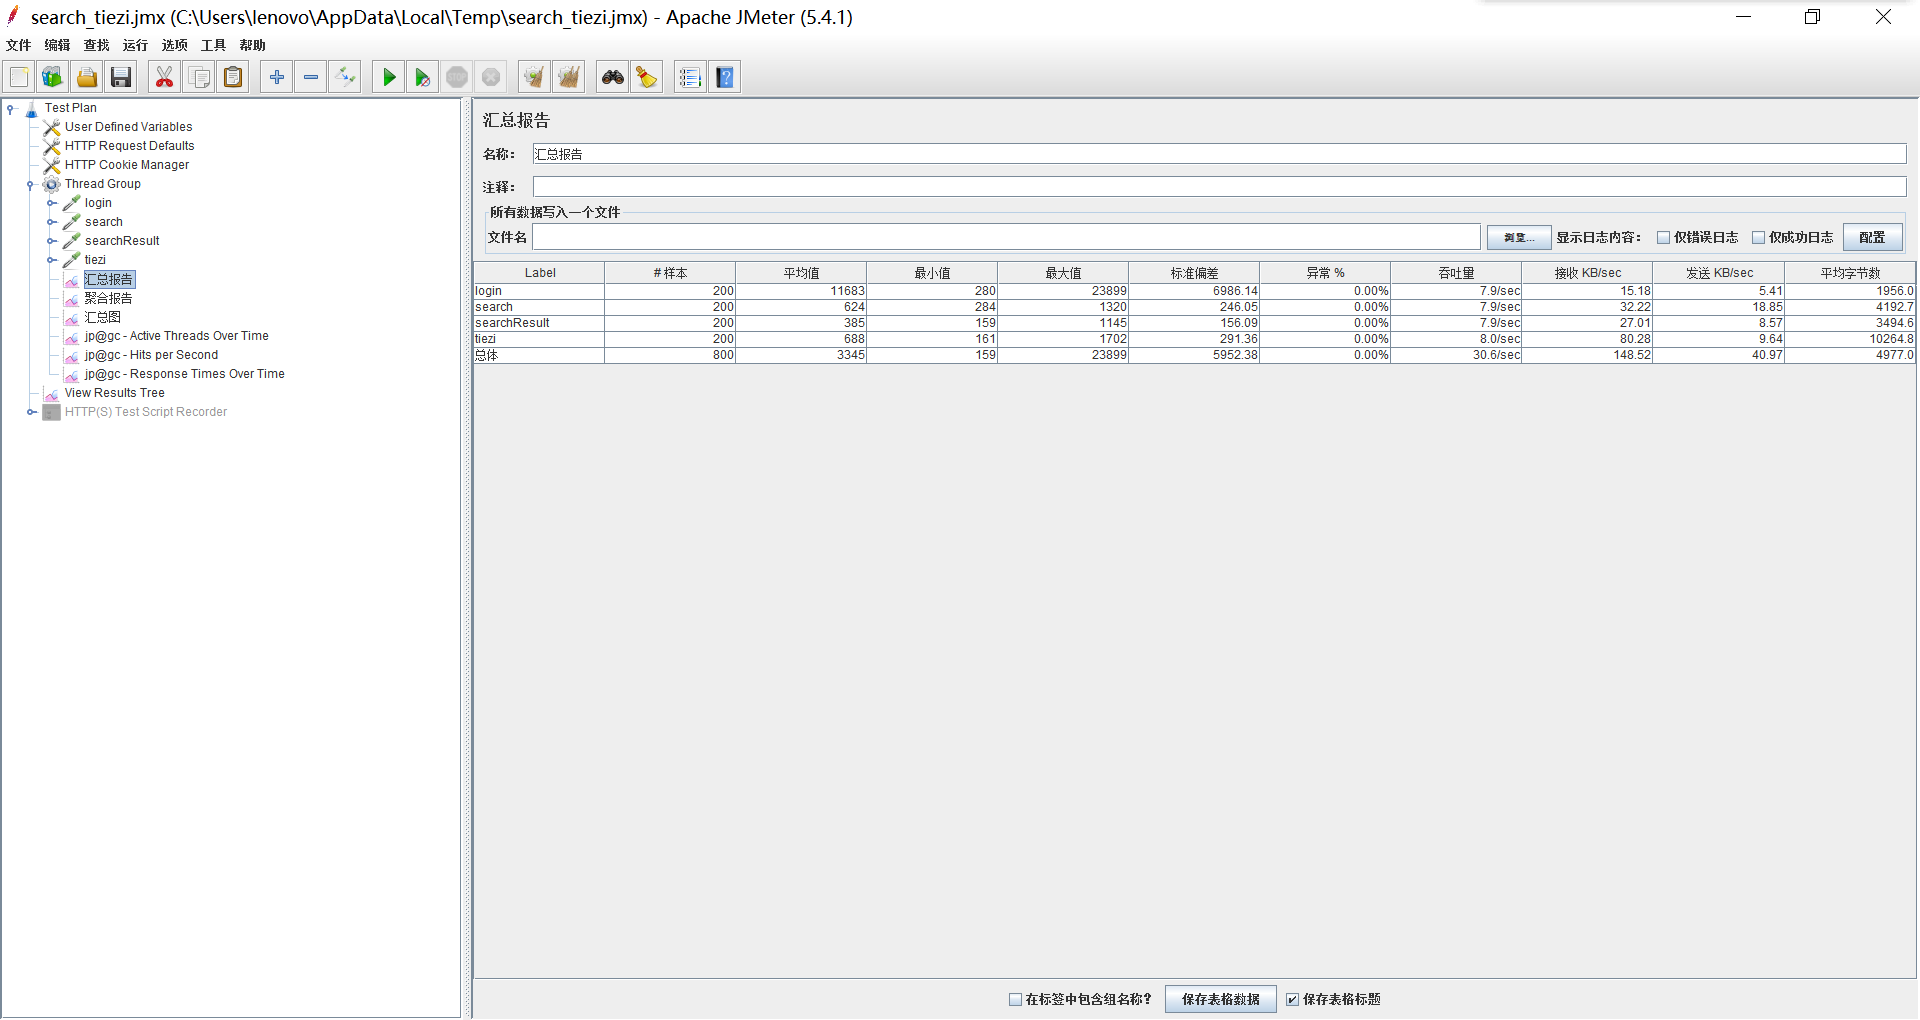 search_tiezi.jmx (C:\Users\lenovo\AppData\Local\Temp\search_tiezi.jmx) - Apache JMeter (5.4.1)
文件 编辑 查找 运行 选项 工具 帮助
STOP
Test Plan
User Defined Variables
HTTP Request Defaults
HTTP Cookie Manager
Thread Group
login
search
searchResult
tiezi
汇总报告
聚合报告
汇总图
jp@gc - Active Threads Over Time
jp@gc - Hits per Second
jp@gc - Response Times Over Time
View Results Tree
HTTP(S) Test Script Recorder
汇总报告
名称： 汇总报告
注释：
所有数据写入一个文件
文件名 浏览... 显示日志内容： 仅错误日志 仅成功日志 配置
Label # 样本 平均值 最小值 最大值 标准偏差 异常 % 吞吐量 接收 KB/sec 发送 KB/sec 平均字节数
login 200 11683 280 23899 6986.14 0.00% 7.9/sec 15.18 5.41 1956.0
search 200 624 284 1320 246.05 0.00% 7.9/sec 32.22 18.85 4192.7
searchResult 200 385 159 1145 156.09 0.00% 7.9/sec 27.01 8.57 3494.6
tiezi 200 688 161 1702 291.36 0.00% 8.0/sec 80.28 9.64 10264.8
总体 800 3345 159 23899 5952.38 0.00% 30.6/sec 148.52 40.97 4977.0
在标签中包含组名称？ 保存表格数据 保存表格标题